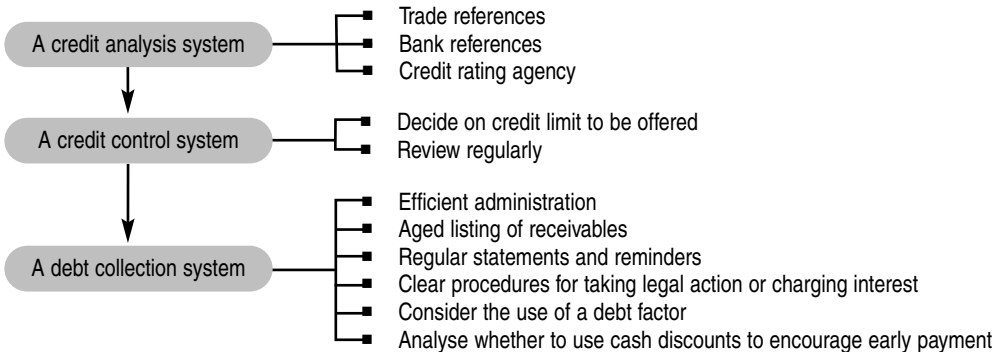 A credit analysis system
Trade references
Bank references
Credit rating agency
A credit control system
Decide on credit limit to be offered
Review regularly
A debt collection system
Efficient administration
Aged listing of receivables
Regular statements and reminders
Clear procedures for taking legal action or charging interest
Consider the use of a debt factor
Analyse whether to use cash discounts to encourage early payment